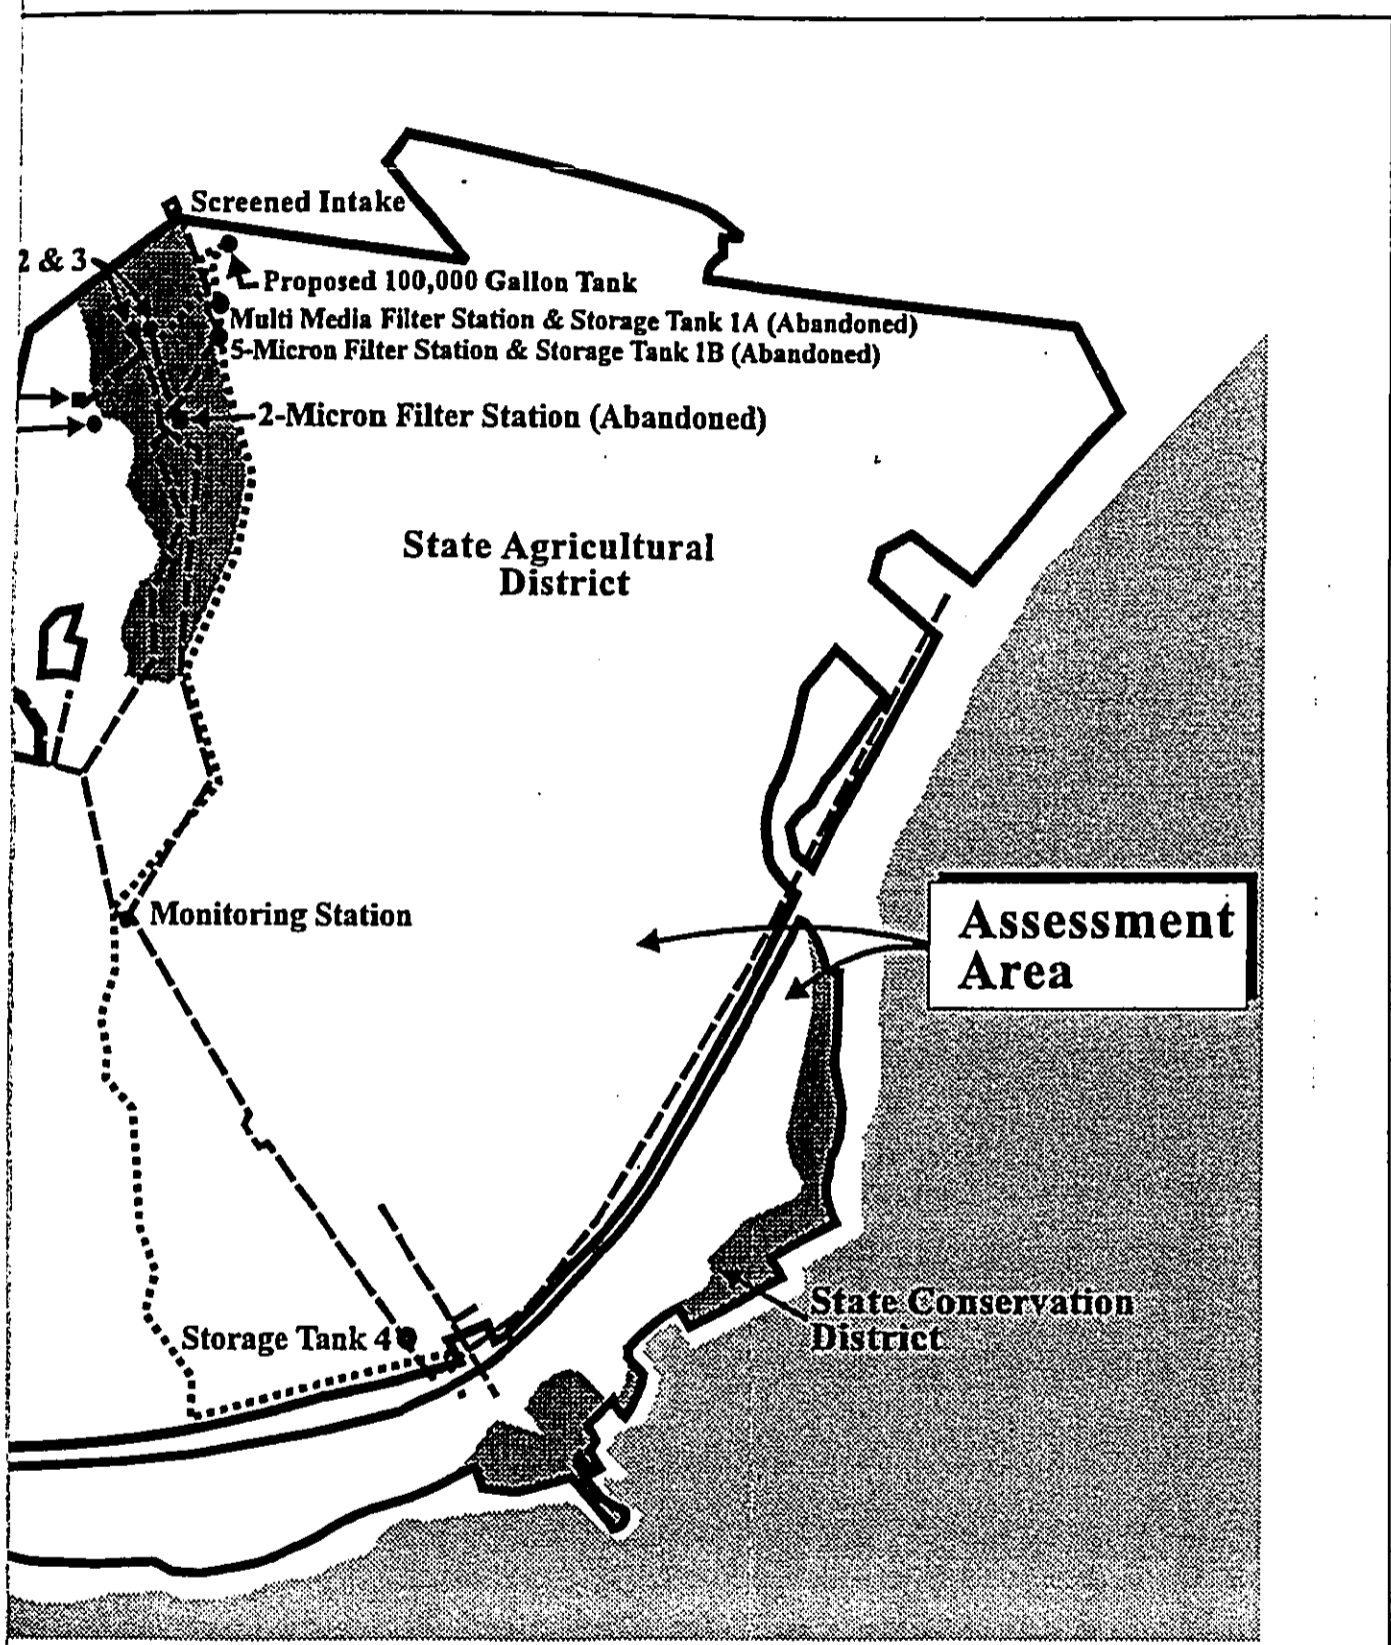 Screened Intake
2 & 3
Proposed 100,000 Gallon Tank
Multi Media Filter Station & Storage Tank 1A (Abandoned)
5-Micron Filter Station & Storage Tank 1B (Abandoned)
2-Micron Filter Station (Abandoned)
State Agricultural
District
Assessment
Area
Monitoring Station
State Conservation
District
Storage Tank 4